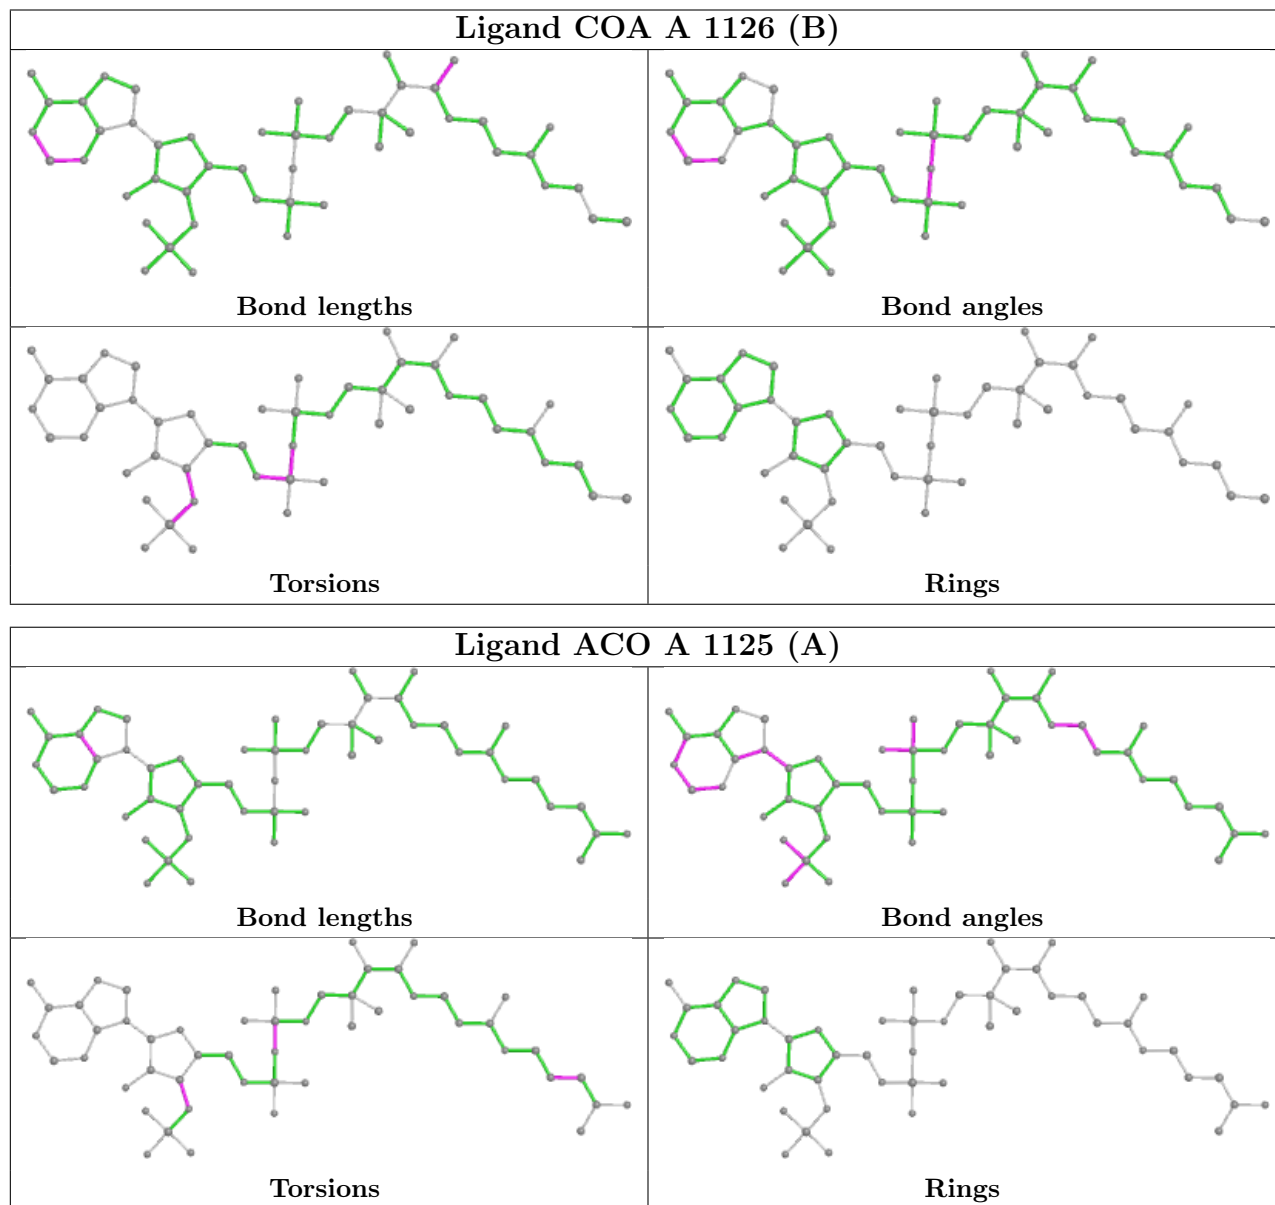 Ligand COA A 1126 (B)
Bond lengths
Bond angles
Torsions
Rings
Ligand ACO A 1125 (A)
Bond lengths
Bond angles
Torsions
Rings